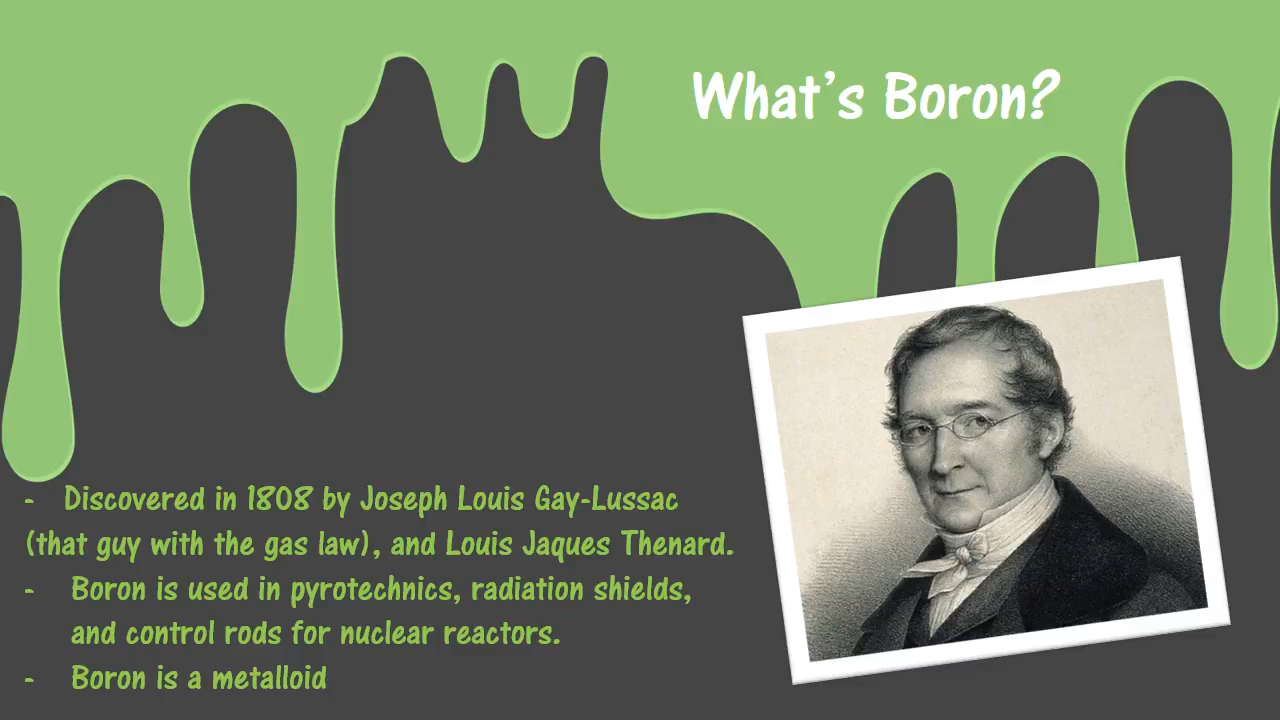 What's Boron?
- Discovered in 1808 by Joseph Louis Gay-Lussac
(that guy with the gas law), and Louis Jaques Thenard.
- Boron is used in pyrotechnics, radiation shields,
and control rods for nuclear reactors.
- Boron is a metalloid